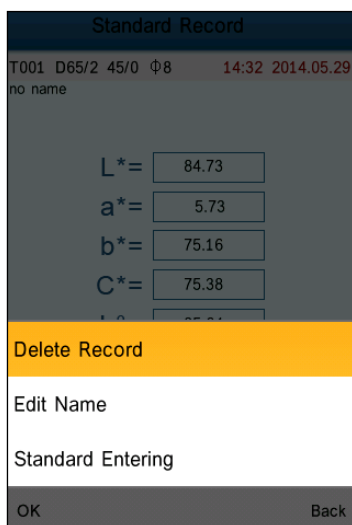 Standard Record
T001 D65/2 45/0 Φ8 14:32 2014.05.29
no name
L*= 84.73
a*= 5.73
b*= 75.16
C*= 75.38
Delete Record
Edit Name
Standard Entering
OK Back